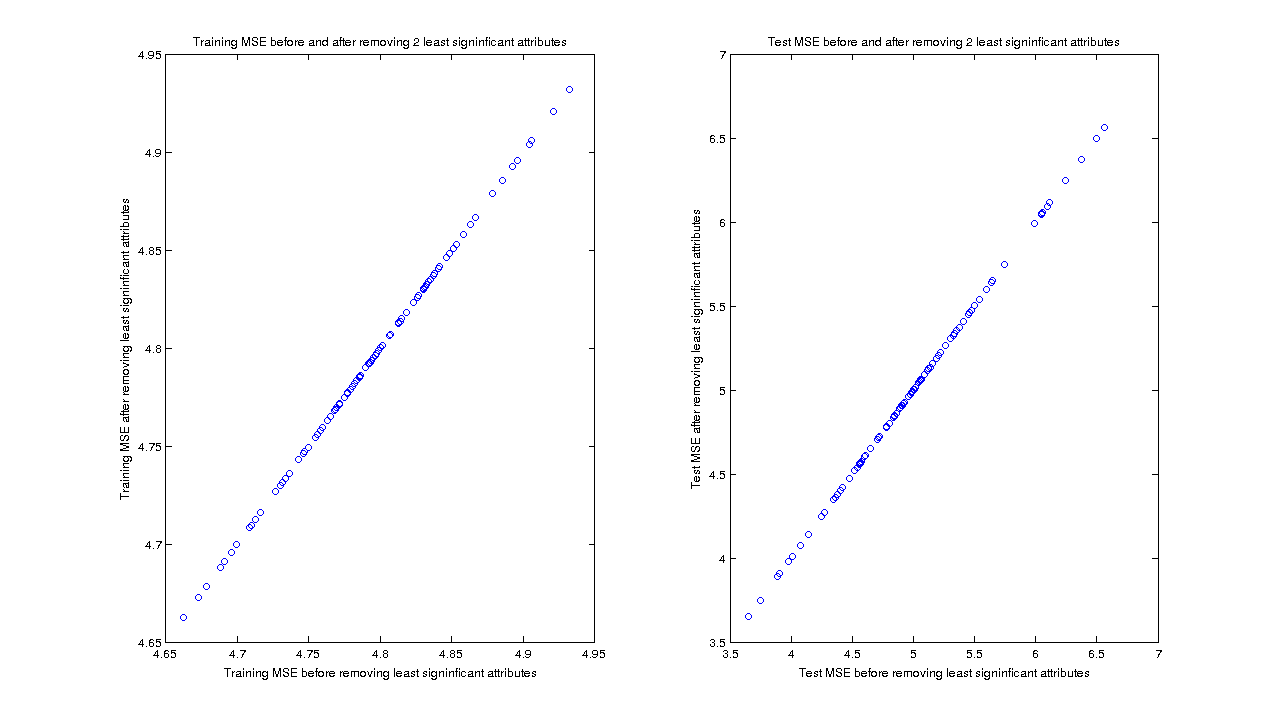 Training MSE before and after removing 2 least signinficant attributes
4.95
4.9
4.85
4.8
4.75
4.7
4.65
4.65 4.7 4.75 4.8 4.85 4.9 4.95
Training MSE before removing least signinficant attributes
Training MSE after removing least signinficant attributes
Test MSE before and after removing 2 least signinficant attributes
7
6.5
6
5.5
5
4.5
4
3.5
3.5 4 4.5 5 5.5 6 6.5 7
Test MSE before removing least signinficant attributes
Test MSE after removing least signinficant attributes